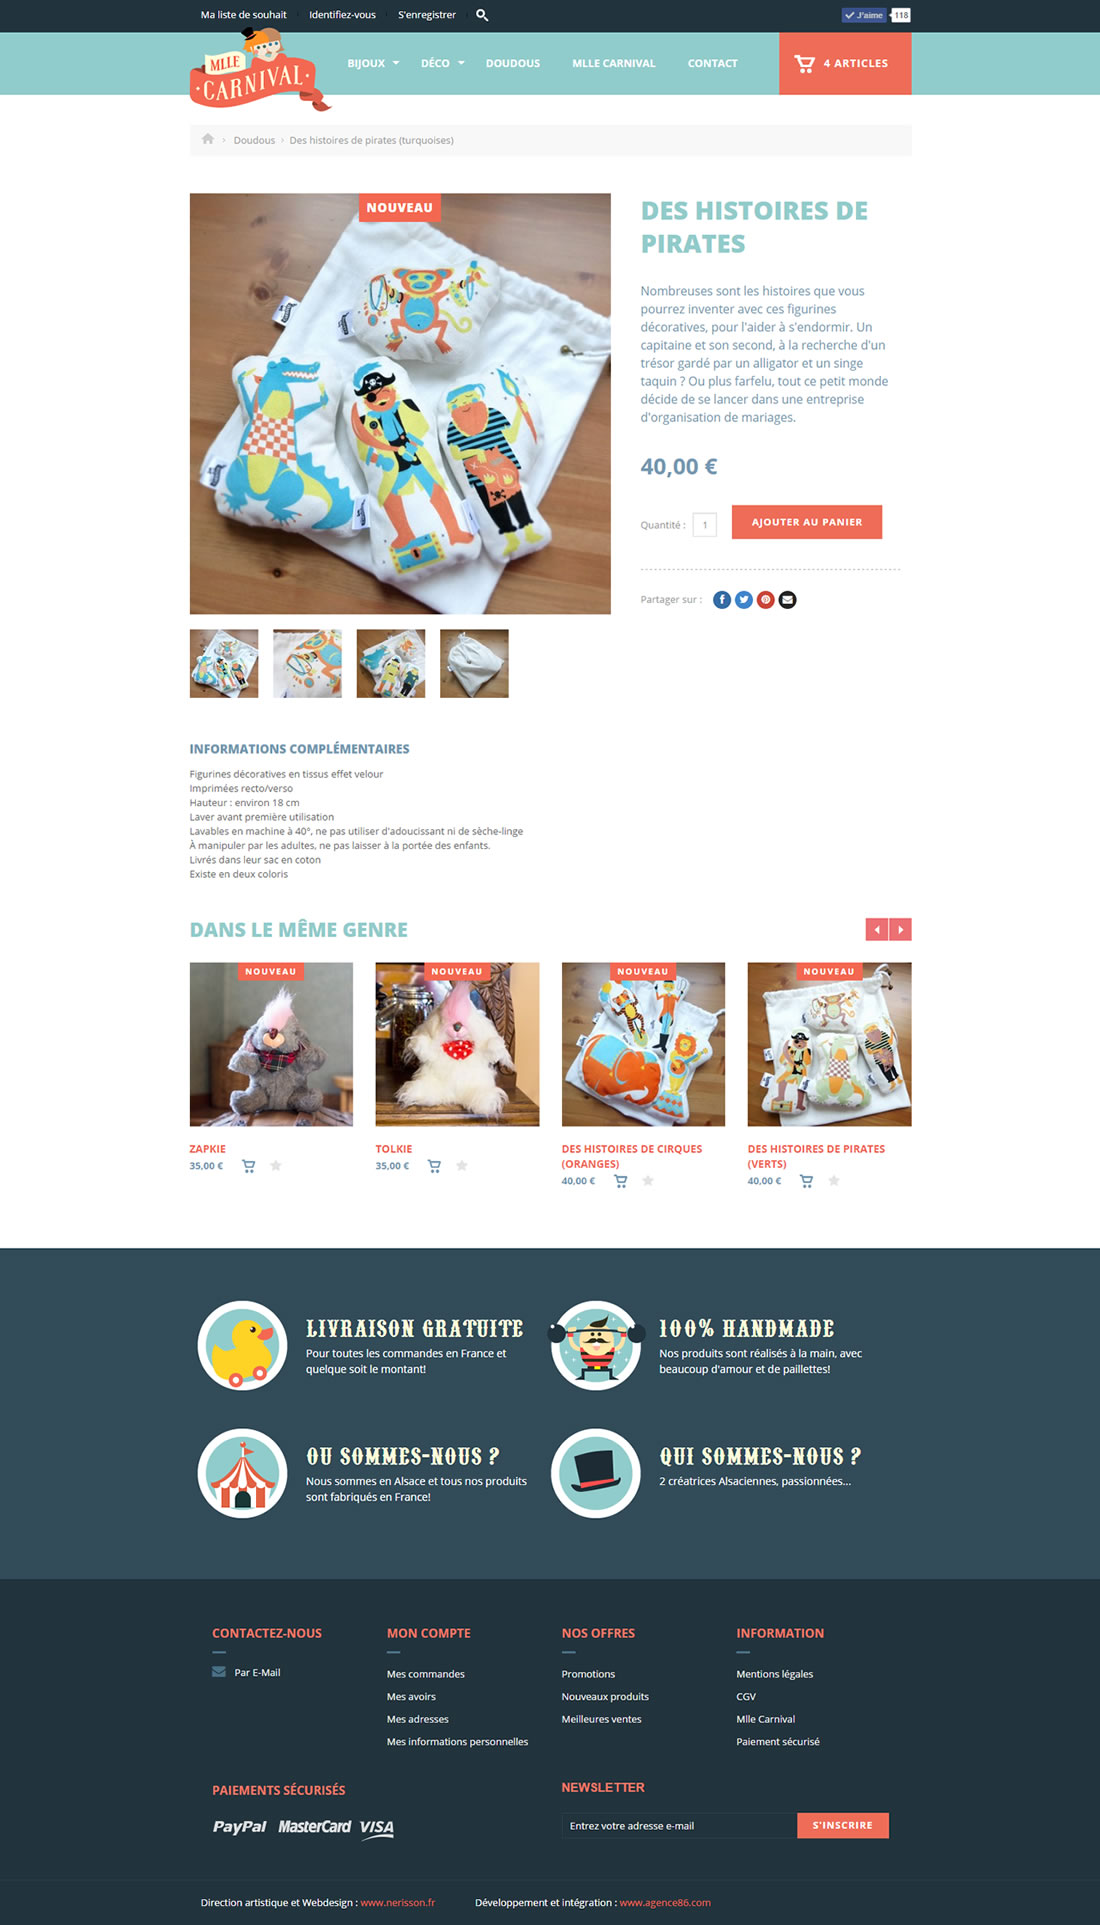 Ma liste de souhait
Identifiez-vous
S'enregistrer
J'aime
118
MLLE
CARNIVAL
BIJOUX
DÉCO
DOUDOUS
MLLE CARNIVAL
CONTACT
4 ARTICLES
Doudous
Des histoires de pirates (turquoises)
NOUVEAU
DES HISTOIRES DE
PIRATES
Nombreuses sont les histoires que vous
pourrez inventer avec ces figurines
décoratives, pour l'aider à s'endormir. Un
capitaine et son second, à la recherche d'un
trésor gardé par un alligator et un singe
taquin ? Ou plus farfelu, tout ce petit monde
décide de se lancer dans une entreprise
d'organisation de mariages.
40,00 €
Quantité :
1
AJOUTER AU PANIER
Partager sur :
INFORMATIONS COMPLÉMENTAIRES
Figurines décoratives en tissus effet velour
Imprimées recto/verso
Hauteur : environ 18 cm
Laver avant première utilisation
Lavables en machine à 40°, ne pas utiliser d'adoucissant ni de sèche-linge
À manipuler par les adultes, ne pas laisser à la portée des enfants.
Livrés dans leur sac en coton
Existe en deux coloris
DANS LE MÊME GENRE
NOUVEAU
NOUVEAU
NOUVEAU
NOUVEAU
ZAPKIE
35,00 €
TOLKIE
35,00 €
DES HISTOIRES DE CIRQUES
(ORANGES)
40,00 €
DES HISTOIRES DE PIRATES
(VERTS)
40,00 €
LIVRAISON GRATUITE
Pour toutes les commandes en France et
quelque soit le montant!
100% HANDMADE
Nos produits sont réalisés à la main, avec
beaucoup d'amour et de paillettes!
OU SOMMES-NOUS ?
Nous sommes en Alsace et tous nos produits
sont fabriqués en France!
QUI SOMMES-NOUS ?
2 créatrices Alsaciennes, passionnées...
CONTACTEZ-NOUS
Par E-Mail
MON COMPTE
Mes commandes
Mes avoirs
Mes adresses
Mes informations personnelles
NOS OFFRES
Promotions
Nouveaux produits
Meilleures ventes
INFORMATION
Mentions légales
CGV
Mlle Carnival
Paiement sécurisé
PAIEMENTS SÉCURISÉS
PayPal
MasterCard
VISA
NEWSLETTER
Entrez votre adresse e-mail
S'INSCRIRE
Direction artistique et Webdesign : www.nerisson.fr
Développement et intégration : www.agence86.com